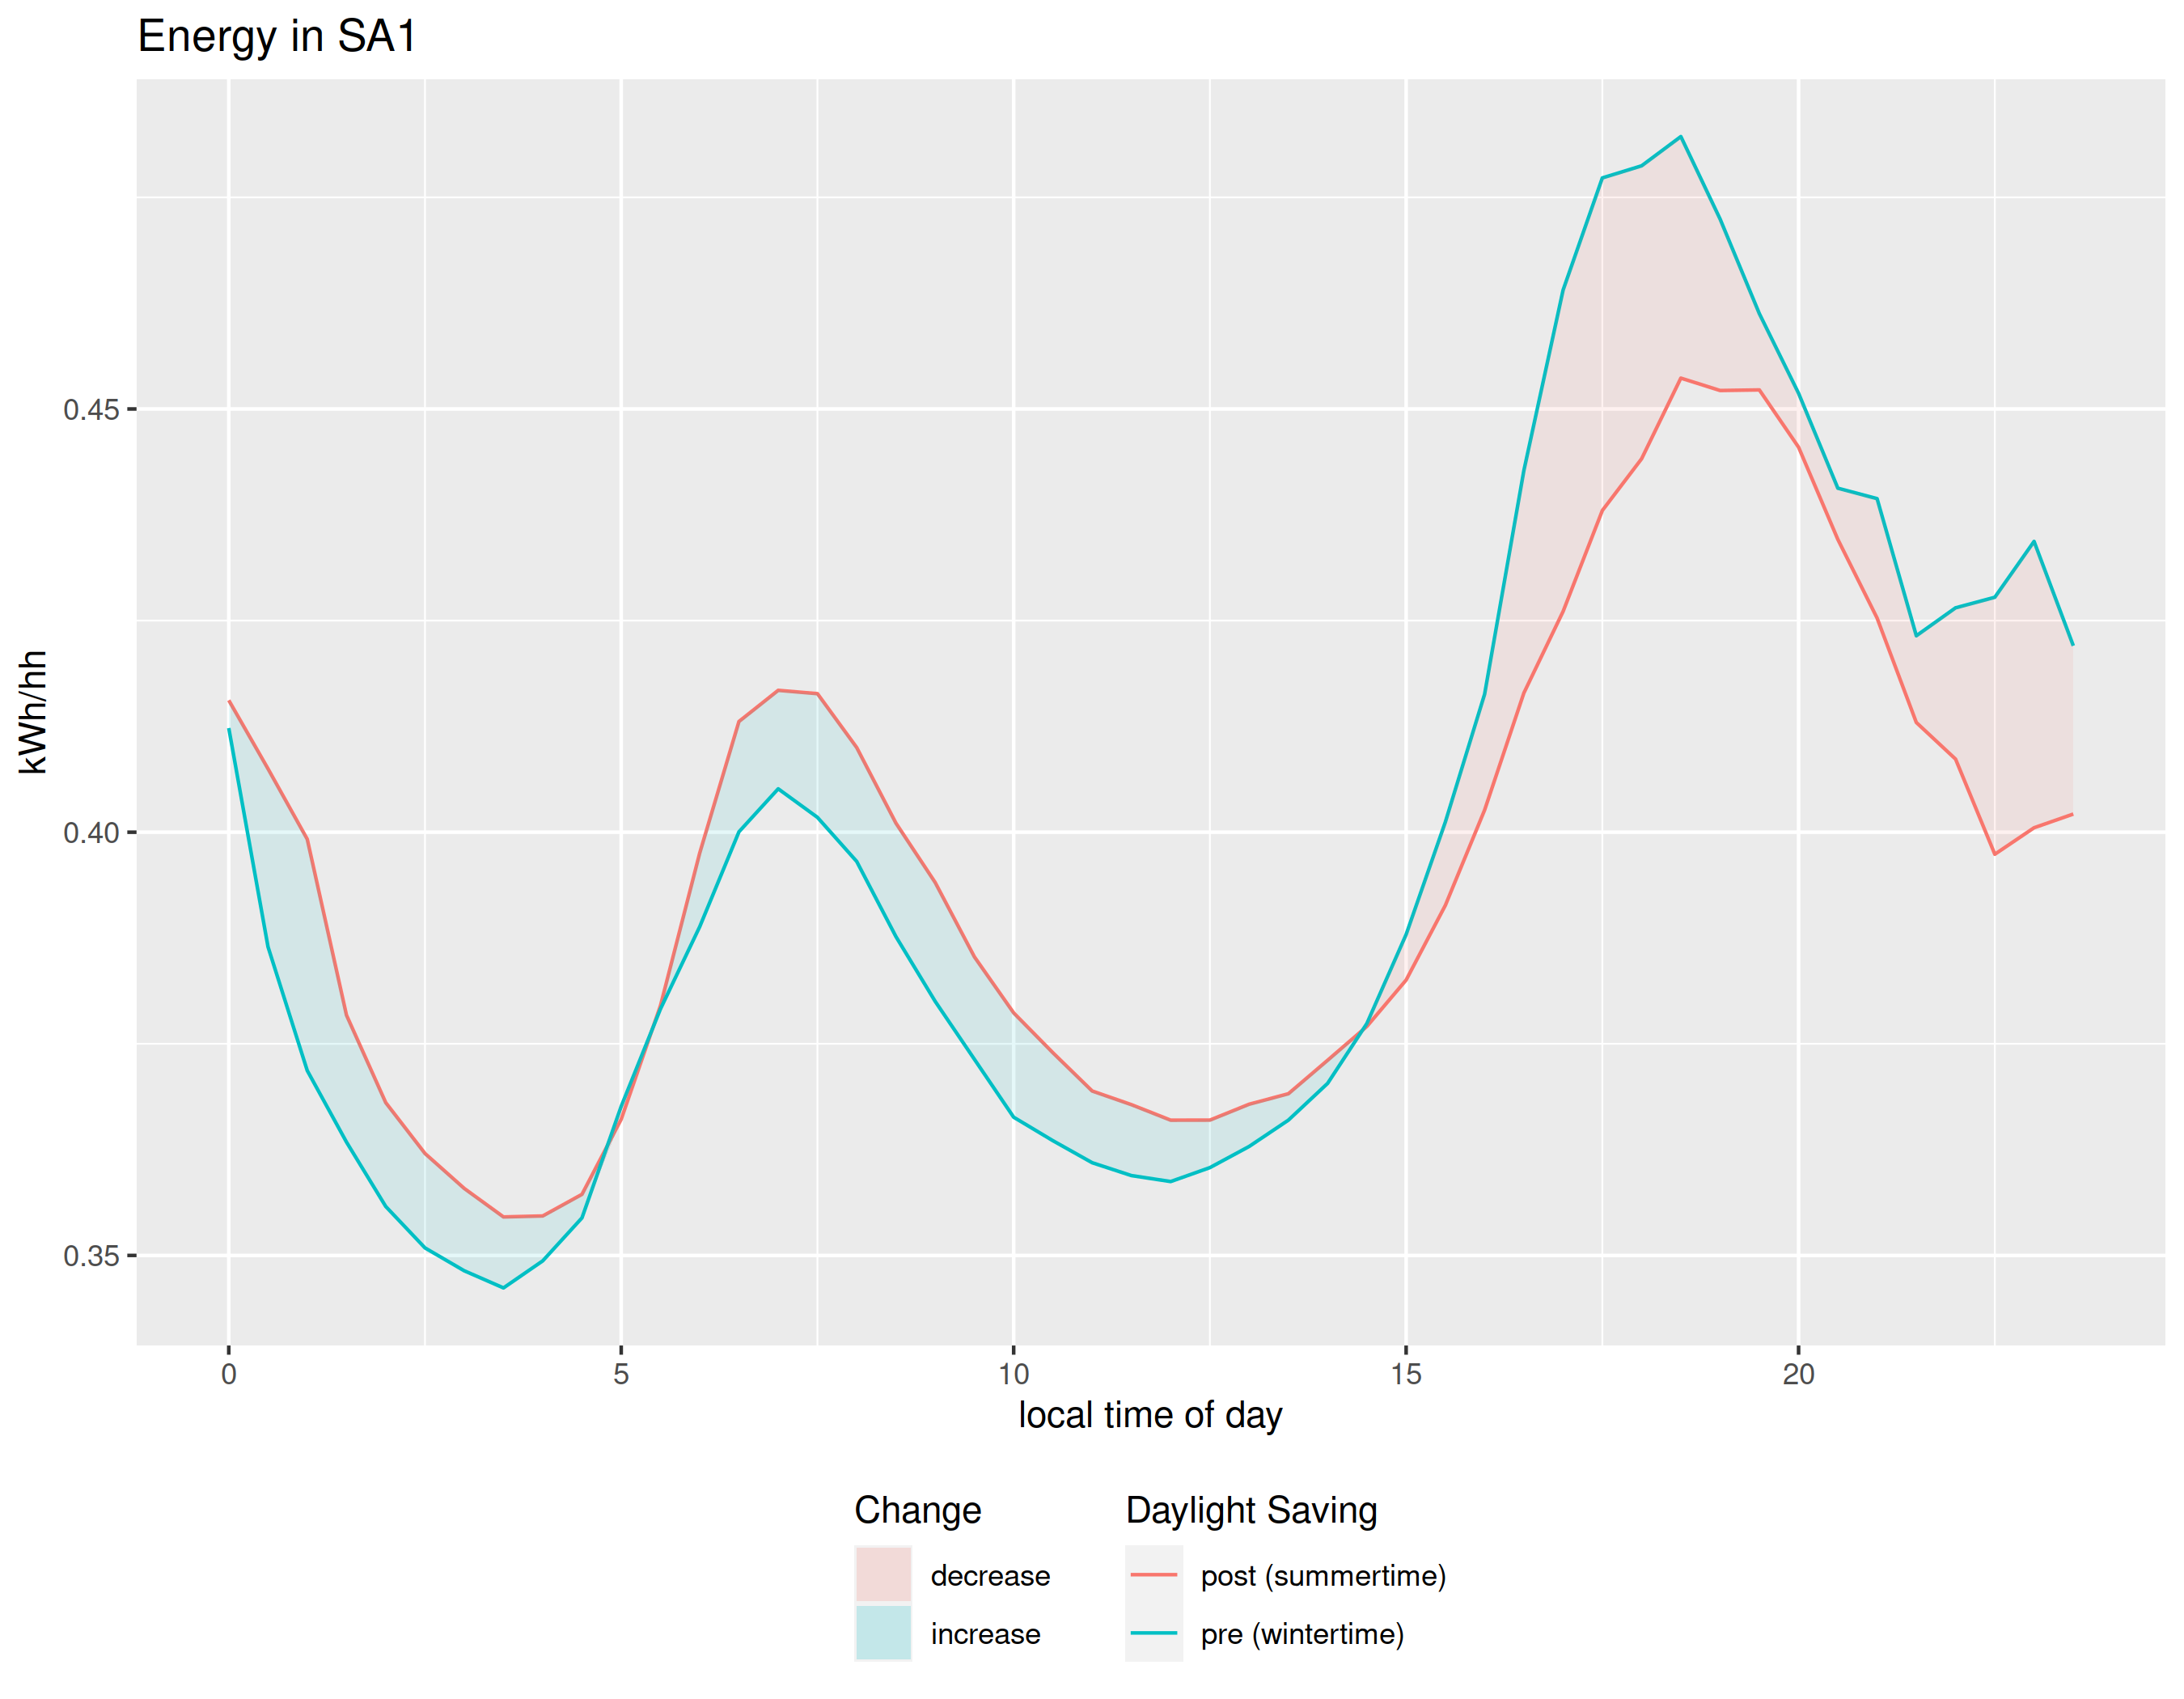 Energy in SA1
kWh/hh
0.45
0.40
0.35
0 5 10 15 20
local time of day
Change
decrease
increase
Daylight Saving
post (summertime)
pre (wintertime)